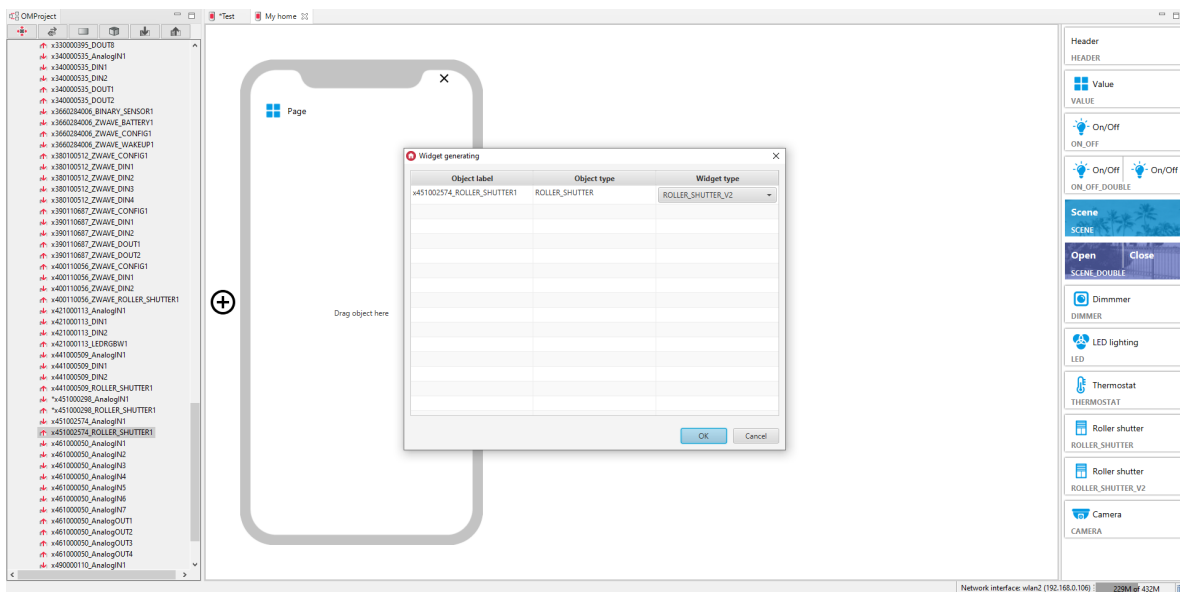 OMProject
*Test
My home
x330000395_DOUT8
x340000535_AnalogIN1
x340000535_DIN1
x340000535_DIN2
x340000535_DOUT1
x340000535_DOUT2
x3660284006_BINARY_SENSOR1
x3660284006_ZWAVE_BATTERY1
x3660284006_ZWAVE_CONFIG1
x3660284006_ZWAVE_WAKEUP1
x380100512_ZWAVE_CONFIG1
x380100512_ZWAVE_DIN1
x380100512_ZWAVE_DIN2
x380100512_ZWAVE_DIN3
x380100512_ZWAVE_DIN4
x390110687_ZWAVE_CONFIG1
x390110687_ZWAVE_DIN1
x390110687_ZWAVE_DIN2
x390110687_ZWAVE_DOUT1
x390110687_ZWAVE_DOUT2
x400110056_ZWAVE_CONFIG1
x400110056_ZWAVE_DIN1
x400110056_ZWAVE_DIN2
x400110056_ZWAVE_ROLLER_SHUTTER1
x421000113_AnalogIN1
x421000113_DIN1
x421000113_DIN2
x421000113_LEDRGBW1
x441000509_AnalogIN1
x441000509_DIN1
x441000509_DIN2
x441000509_ROLLER_SHUTTER1
*x451000298_AnalogIN1
*x451000298_ROLLER_SHUTTER1
x451002574_AnalogIN1
x451002574_ROLLER_SHUTTER1
x461000050_AnalogIN1
x461000050_AnalogIN2
x461000050_AnalogIN3
x461000050_AnalogIN4
x461000050_AnalogIN5
x461000050_AnalogIN6
x461000050_AnalogIN7
x461000050_AnalogOUT1
x461000050_AnalogOUT2
x461000050_AnalogOUT3
x461000050_AnalogOUT4
x490000110_AnalogIN1
Page
Drag object here
Widget generating
Object label Object type Widget type
x451002574_ROLLER_SHUTTER1 ROLLER_SHUTTER ROLLER_SHUTTER_V2
OK Cancel
Header
HEADER
Value
VALUE
On/Off
ON_OFF
On/Off On/Off
ON_OFF_DOUBLE
Scene
SCENE
Open Close
SCENE_DOUBLE
Dimmmer
DIMMER
LED lighting
LED
Thermostat
THERMOSTAT
Roller shutter
ROLLER_SHUTTER
Roller shutter
ROLLER_SHUTTER_V2
Camera
CAMERA
Network interface: wlan2 (192.168.0.106) 229M of 432M